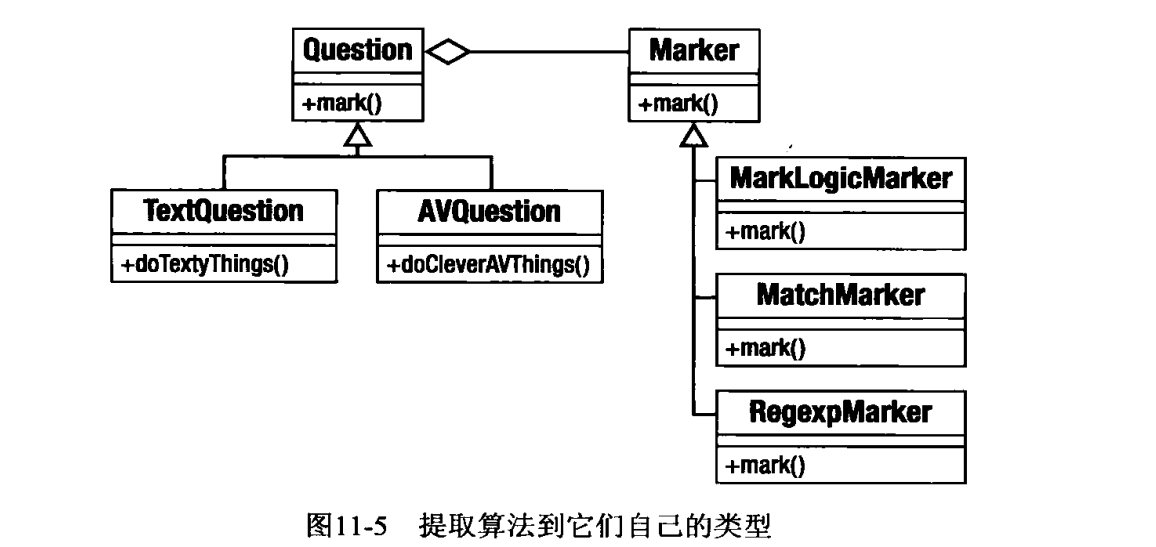 Question
+mark()
Marker
+mark()
TextQuestion
+doTextyThings()
AVQuestion
+doCleverAVThings()
MarkLogicMarker
+mark()
MatchMarker
+mark()
RegexpMarker
+mark()
图11-5 提取算法到它们自己的类型